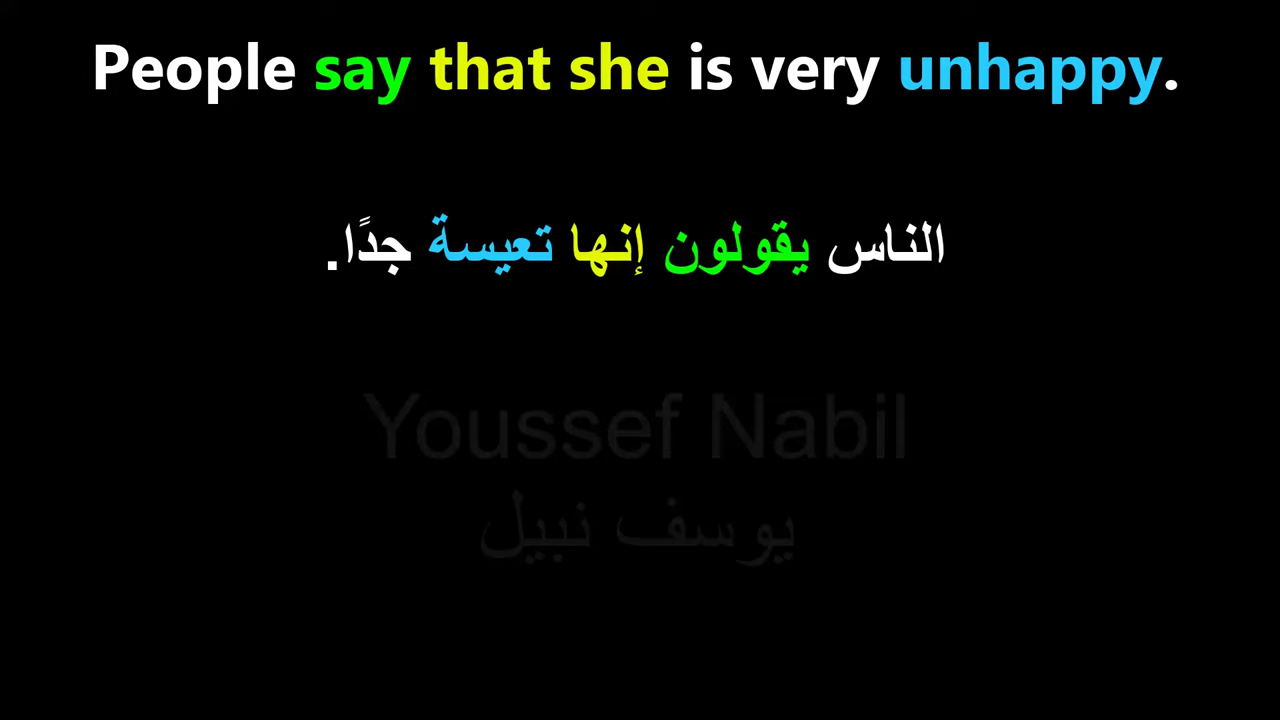 People say that she is very unhappy.
الناس يقولون إنها تعيسة جدًا.
Youssef Nabil
يوسف نبيل